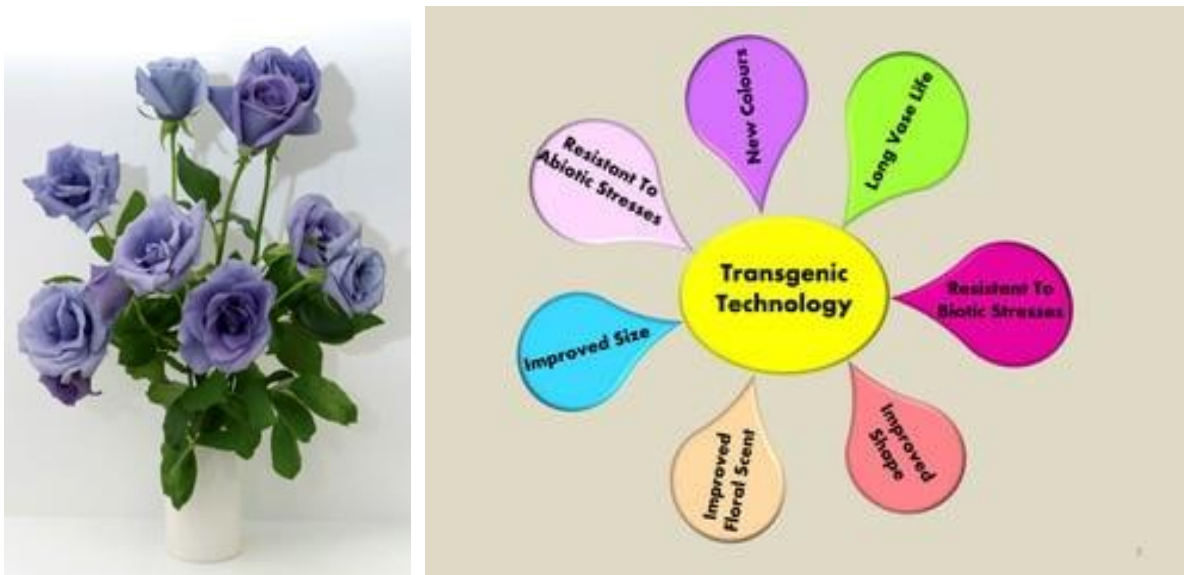 New Colours
Long Vase Life
Resistant To
Biotic Stresses
Improved
Shape
Improved
Floral Scent
Improved Size
Resistant To
Abiotic Stresses
Transgenic
Technology